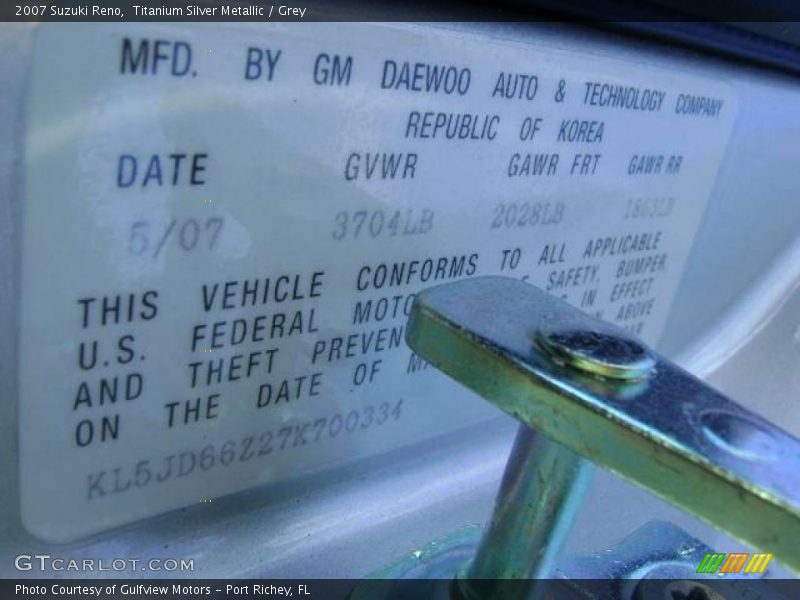 2007 Suzuki Reno, Titanium Silver Metallic / Grey
MFD. BY GM DAEWOO AUTO & TECHNOLOGY COMPANY
REPUBLIC OF KOREA
DATE GVWR GAWR FRT GAWR RR
5/07 3704LB 2028LB 1863LB
THIS VEHICLE CONFORMS TO ALL APPLICABLE
U.S. FEDERAL SAFETY, BUMPER,
AND THEFT IN EFFECT
ON THE DATE OF ABOVE
KL5JD66Z27K700334
GTCARLOT.COM
Photo Courtesy of Gulfview Motors - Port Richey, FL